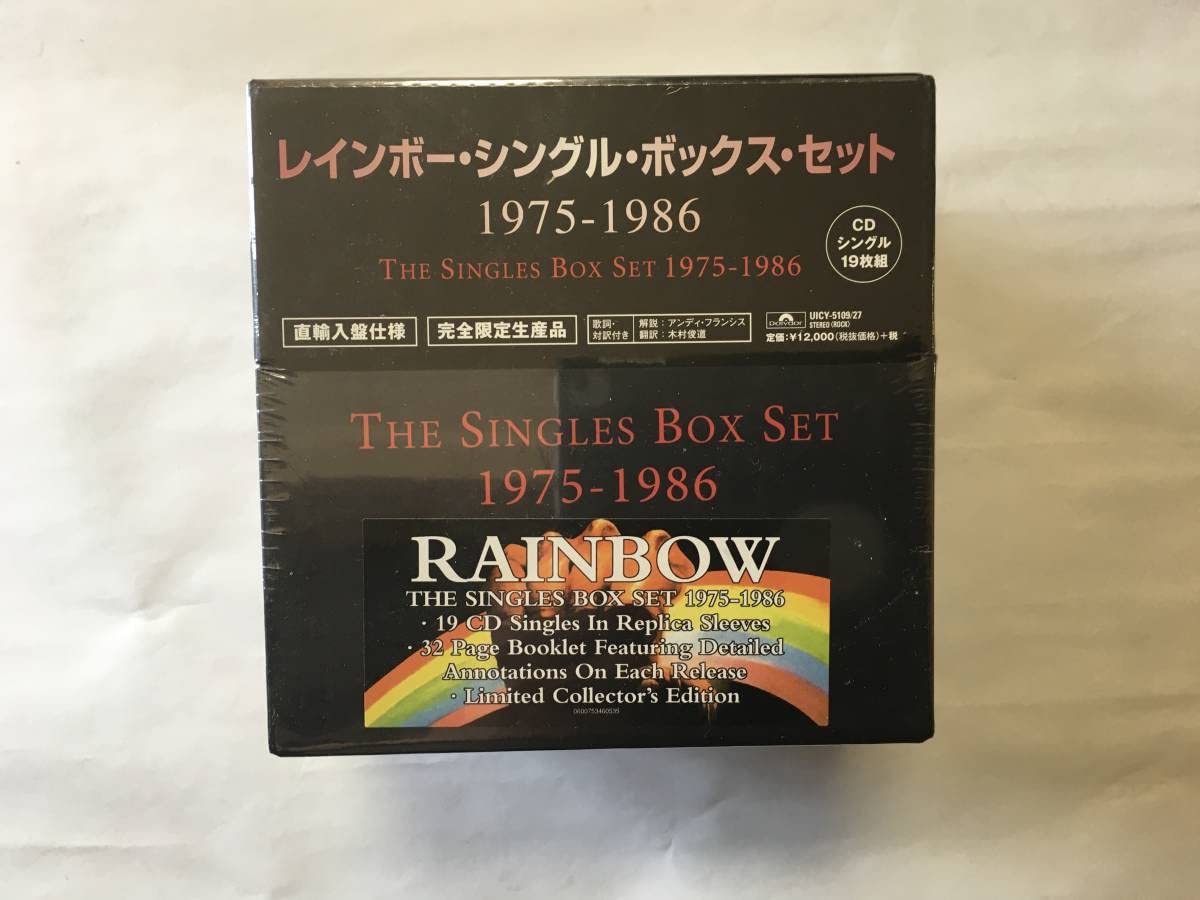 レインボー・シングル・ボックス・セット
1975-1986
THE SINGLES BOX SET 1975-1986
CD
シングル
19枚組
直輸入盤仕様
完全限定生産品
歌詞・
対訳付き
解説：アンディ・フランシス
翻訳：木村俊道
Polydor
UICY-5109/27
STEREO (ROCK)
定価：¥12,000(税抜価格)+税
THE SINGLES BOX SET
1975-1986
RAINBOW
THE SINGLES BOX SET 1975-1986
· 19 CD Singles In Replica Sleeves
· 32 Page Booklet Featuring Detailed
Annotations On Each Release
· Limited Collector's Edition
0600753460535